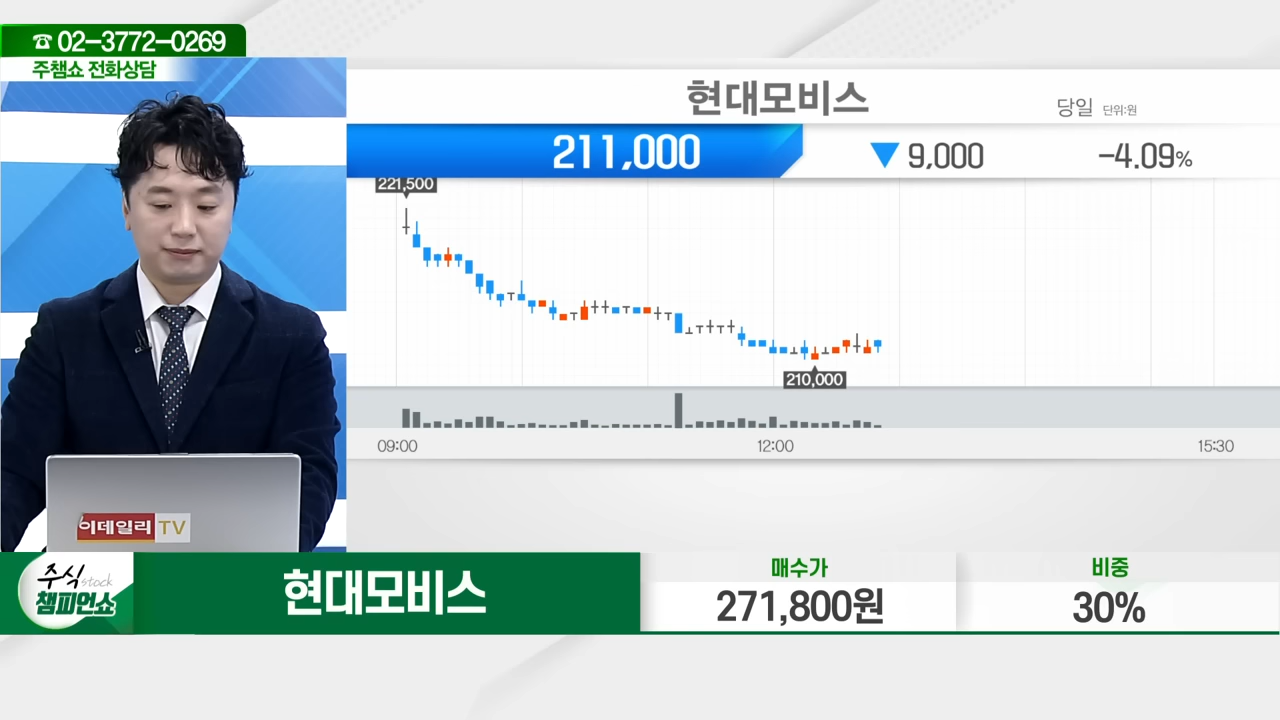 ☎ 02-3772-0269
주챔쇼 전화상담
현대모비스
당일 단위:원
211,000 ▼ 9,000 -4.09%
221,500
210,000
09:00 12:00 15:30
이데일리 TV
주식 stock
챔피언쇼
현대모비스
매수가
271,800원
비중
30%